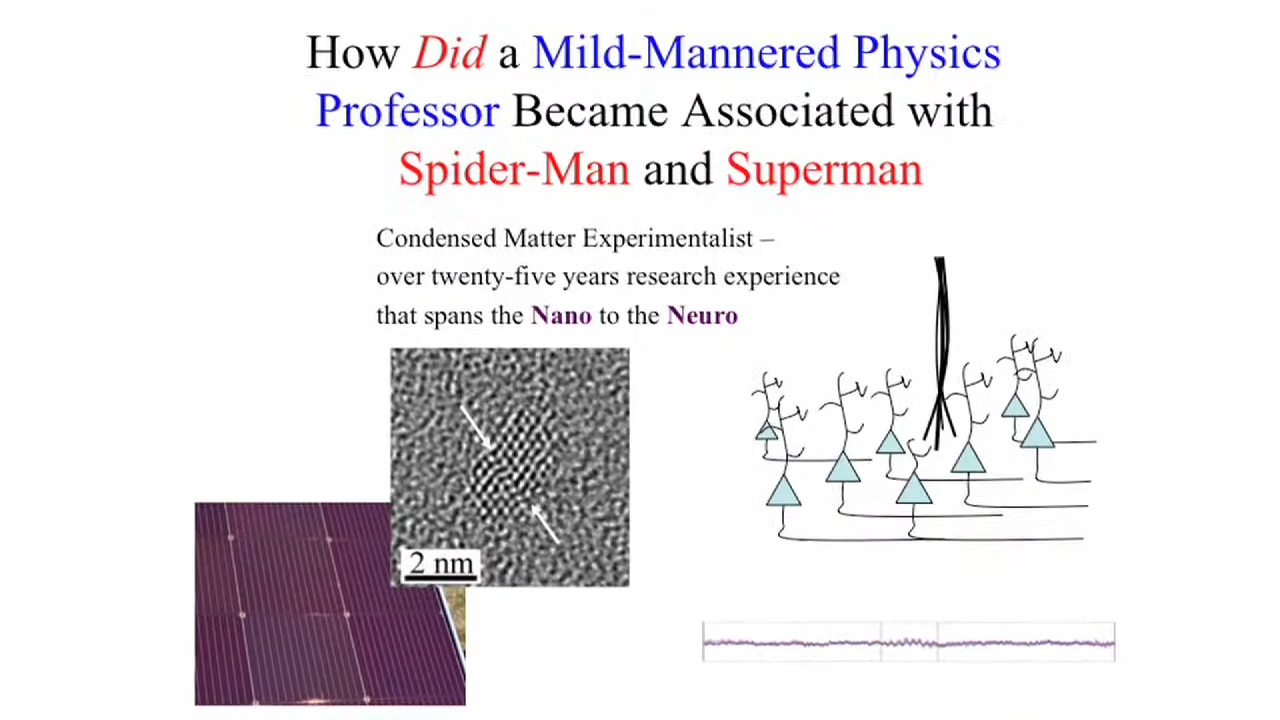 How Did a Mild-Mannered Physics
Professor Became Associated with
Spider-Man and Superman
Condensed Matter Experimentalist –
over twenty-five years research experience
that spans the Nano to the Neuro
2 nm